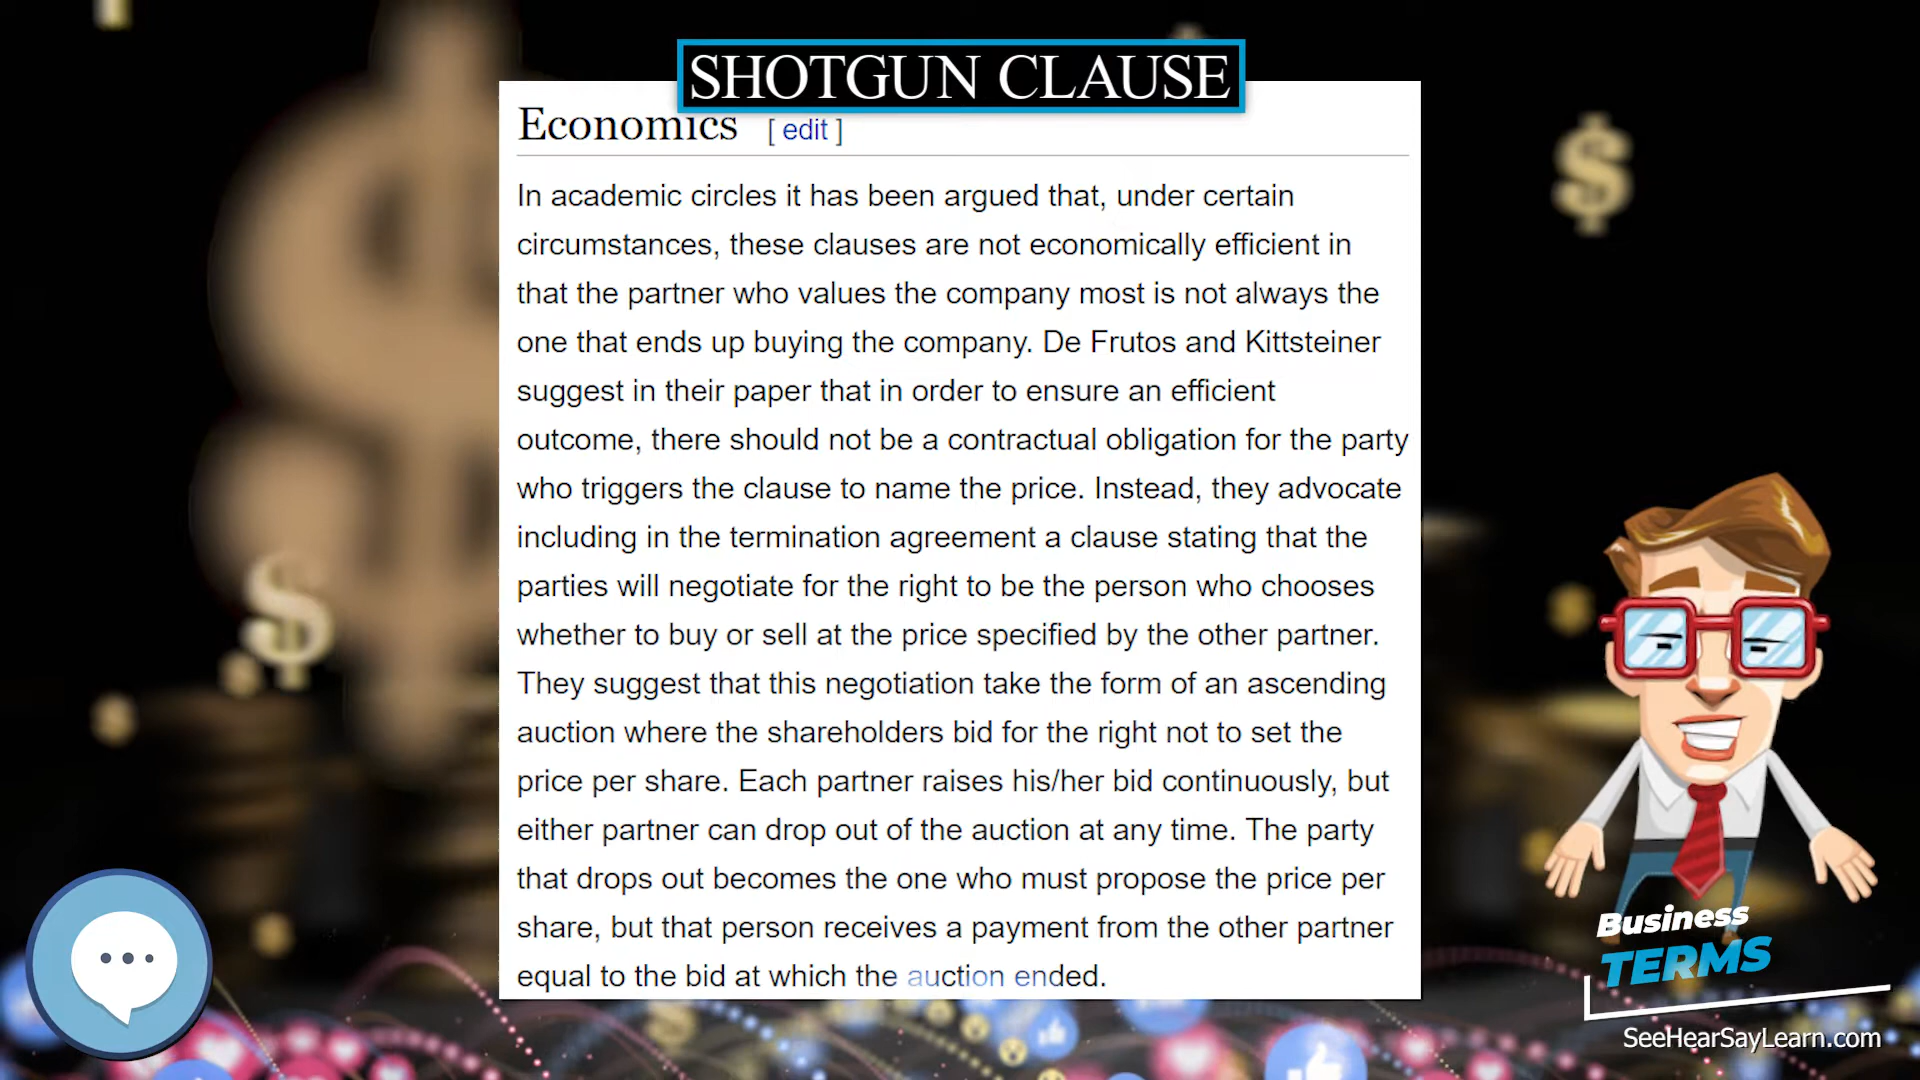 SHOTGUN CLAUSE
Economics [ edit ]
In academic circles it has been argued that, under certain
circumstances, these clauses are not economically efficient in
that the partner who values the company most is not always the
one that ends up buying the company. De Frutos and Kittsteiner
suggest in their paper that in order to ensure an efficient
outcome, there should not be a contractual obligation for the party
who triggers the clause to name the price. Instead, they advocate
including in the termination agreement a clause stating that the
parties will negotiate for the right to be the person who chooses
whether to buy or sell at the price specified by the other partner.
They suggest that this negotiation take the form of an ascending
auction where the shareholders bid for the right not to set the
price per share. Each partner raises his/her bid continuously, but
either partner can drop out of the auction at any time. The party
that drops out becomes the one who must propose the price per
share, but that person receives a payment from the other partner
equal to the bid at which the auction ended.
Business
TERMS
SeeHearSayLearn.com